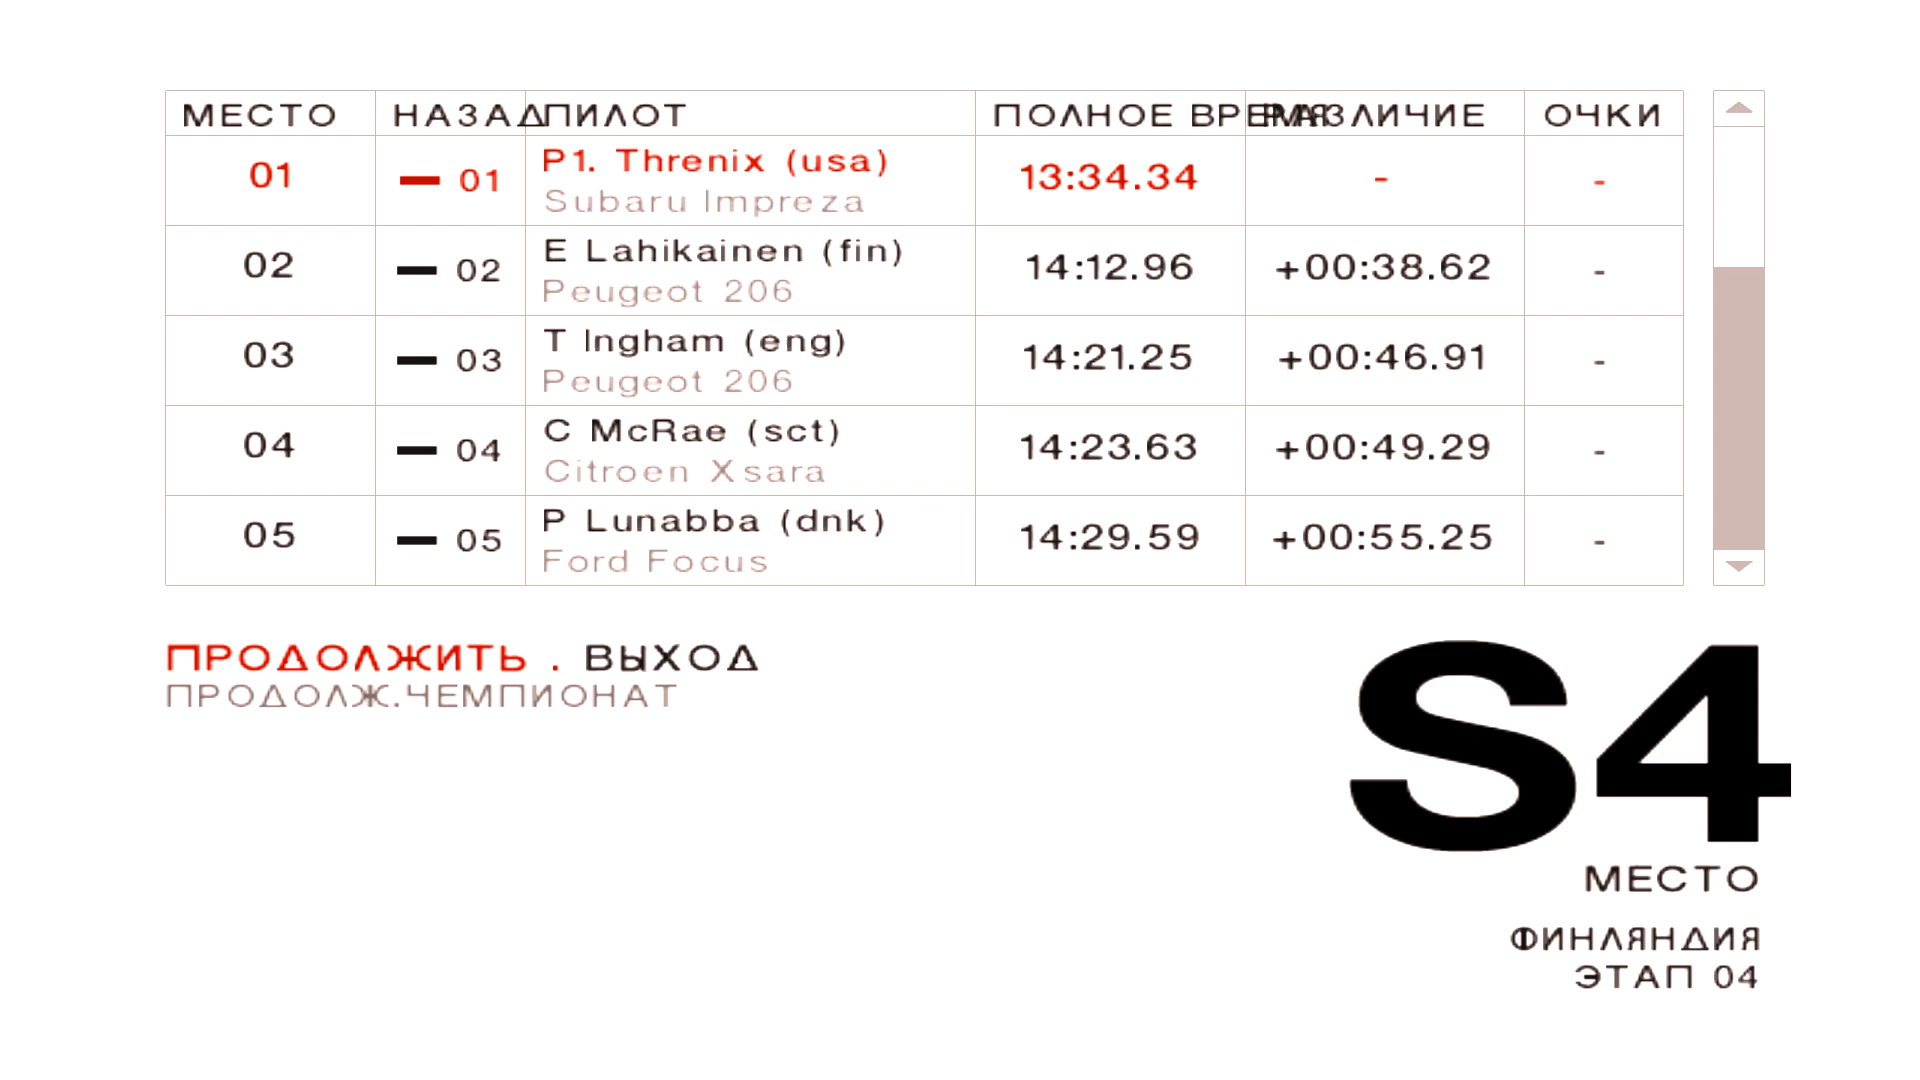 МЕСТО НАЗАД ПИЛОТ ПОЛНОЕ ВРЕМЯ РАЗЛИЧИЕ ОЧКИ
01 — 01 P1. Threnix (usa) 13:34.34 - -
Subaru Impreza
02 — 02 E Lahikainen (fin) 14:12.96 +00:38.62 -
Peugeot 206
03 — 03 T Ingham (eng) 14:21.25 +00:46.91 -
Peugeot 206
04 — 04 C McRae (sct) 14:23.63 +00:49.29 -
Citroen Xsara
05 — 05 P Lunabba (dnk) 14:29.59 +00:55.25 -
Ford Focus
ПРОДОЛЖИТЬ . ВЫХОД
ПРОДОЛЖ.ЧЕМПИОНАТ
S4
МЕСТО
ФИНЛЯНДИЯ
ЭТАП 04